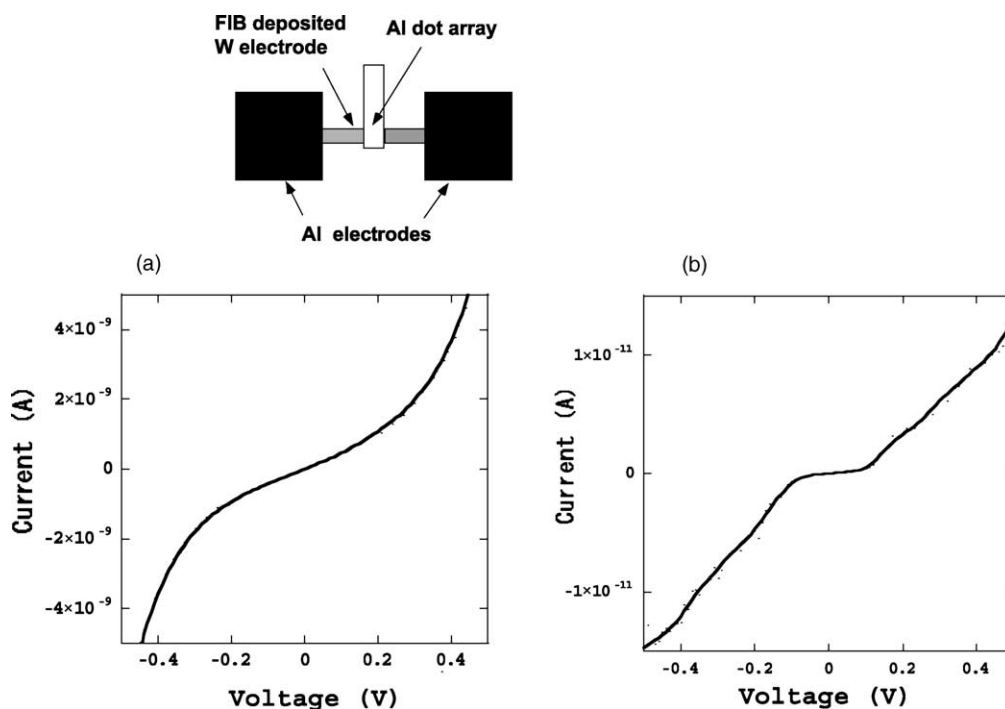 FIB deposited
W electrode
Al dot array
Al electrodes
(a)
4×10⁻⁹
2×10⁻⁹
0
-2×10⁻⁹
-4×10⁻⁹
Current (A)
-0.4 -0.2 0 0.2 0.4
Voltage (V)
(b)
1×10⁻¹¹
0
-1×10⁻¹¹
Current (A)
-0.4 -0.2 0 0.2 0.4
Voltage (V)